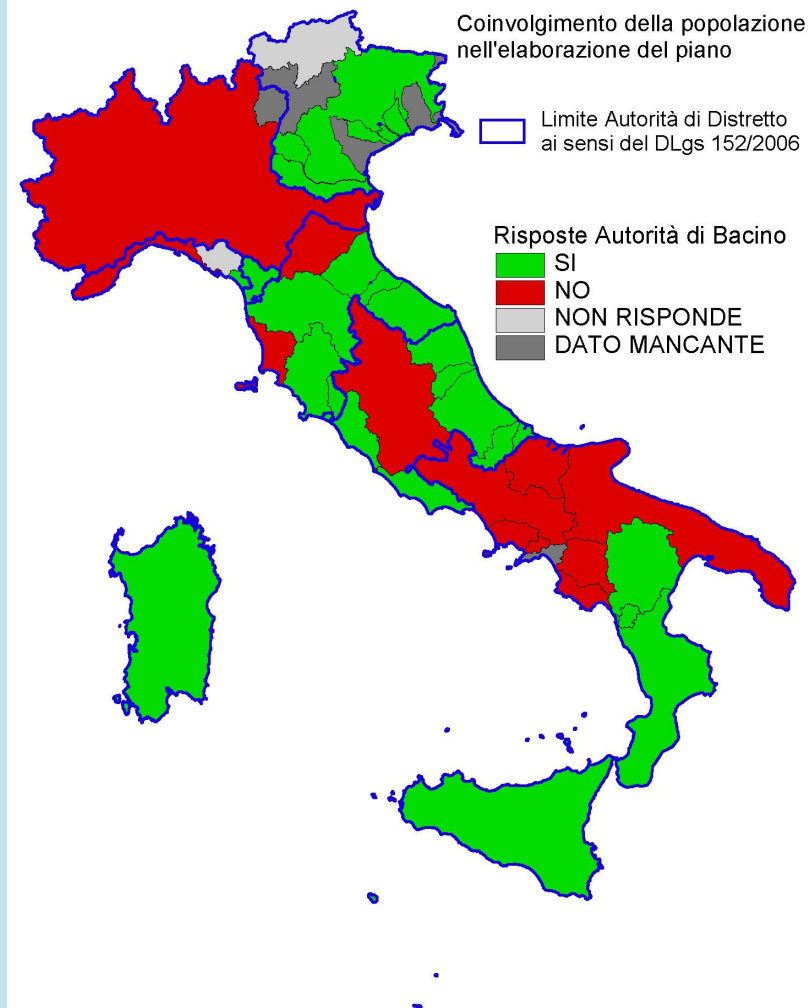 Coinvolgimento della popolazione
nell'elaborazione del piano
Limite Autorità di Distretto
ai sensi del DLgs 152/2006
Risposte Autorità di Bacino
SI
NO
NON RISPONDE
DATO MANCANTE